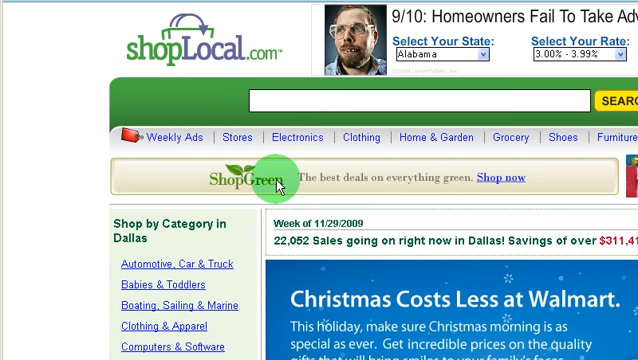 shopLocal.com™
9/10: Homeowners Fail To Take Adv
Select Your State:
Select Your Rate:
Alabama
3.00% - 3.99%
SEARC
Weekly Ads | Stores | Electronics | Clothing | Home & Garden | Grocery | Shoes | Furniture
ShopGreen The best deals on everything green. Shop now
Shop by Category in
Dallas
Automotive, Car & Truck
Babies & Toddlers
Boating, Sailing & Marine
Clothing & Apparel
Computers & Software
Week of 11/29/2009
22,052 Sales going on right now in Dallas! Savings of over $311,41
Christmas Costs Less at Walmart.
This holiday, make sure Christmas morning is as
special as ever. Get incredible prices on the quality
gifts that will bring smiles to your family's faces